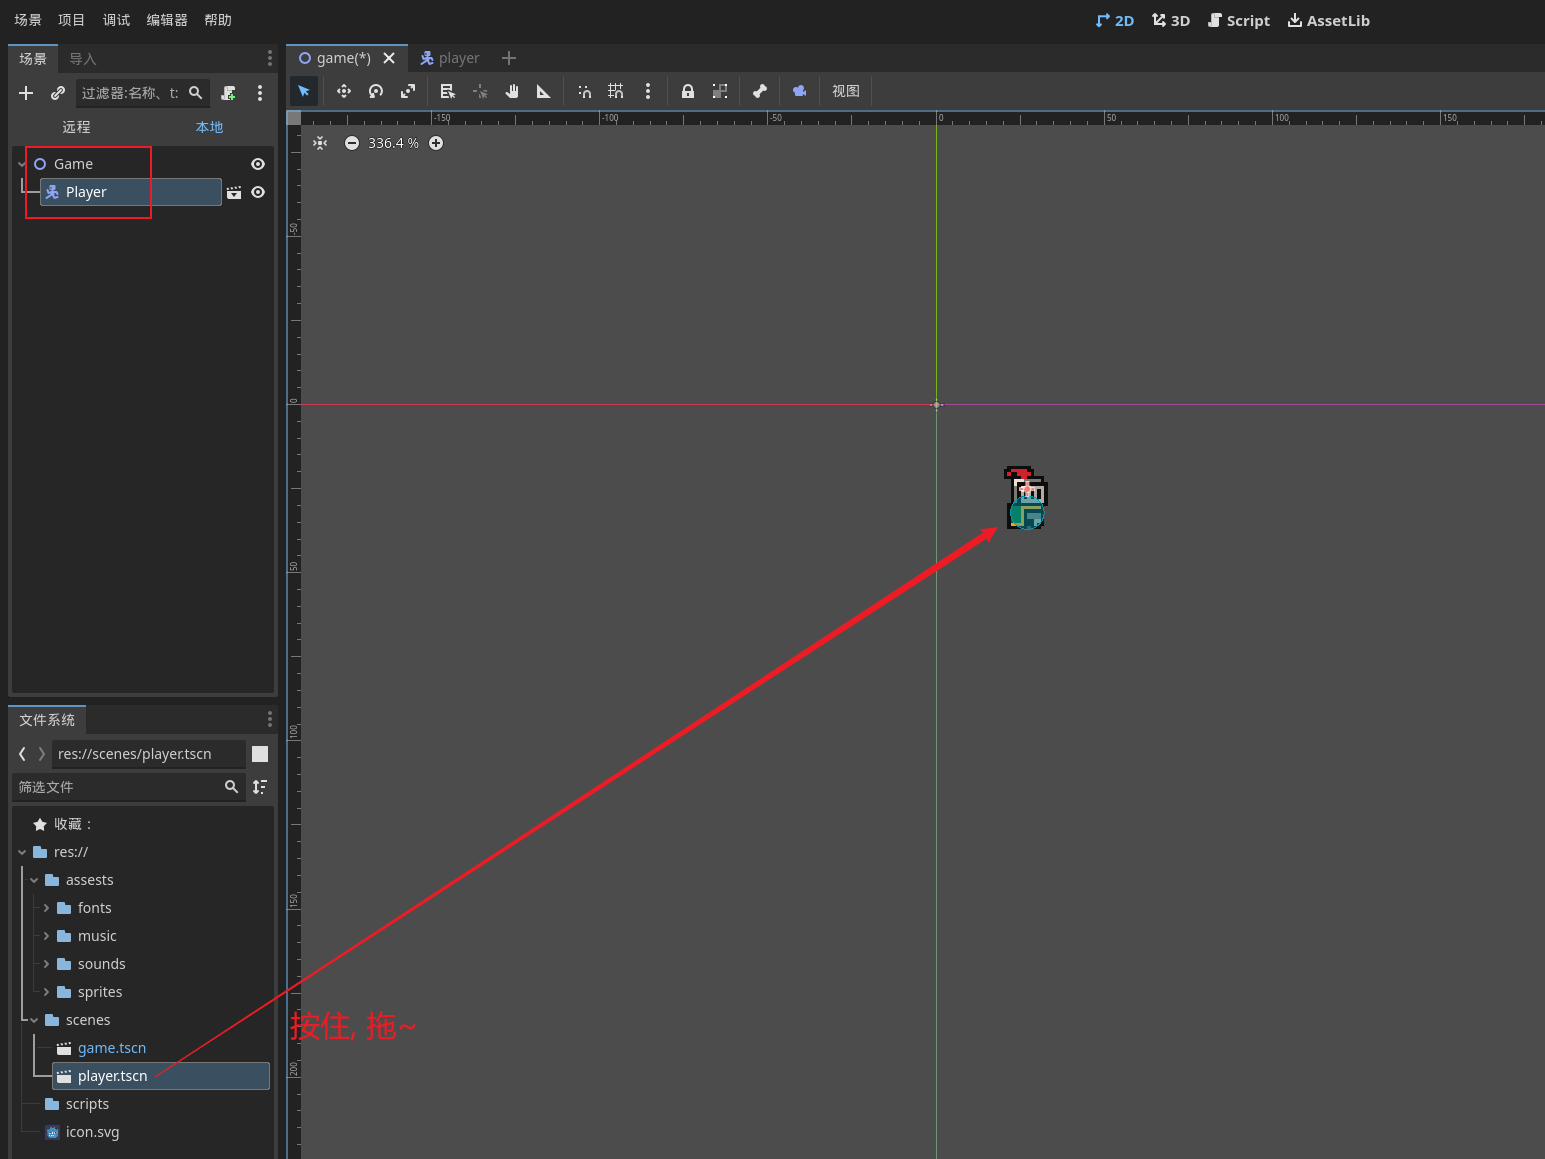 场景 项目 调试 编辑器 帮助
2D 3D Script AssetLib
场景 导入
game(*) player
过滤器:名称、t:
视图
远程 本地
-150 -100 -50 0 50 100 150
336.4 %
Game
Player
-50
0
50
100
150
200
文件系统
res://scenes/player.tscn
筛选文件
收藏：
res://
assests
fonts
music
sounds
sprites
scenes
按住, 拖~
game.tscn
player.tscn
scripts
icon.svg